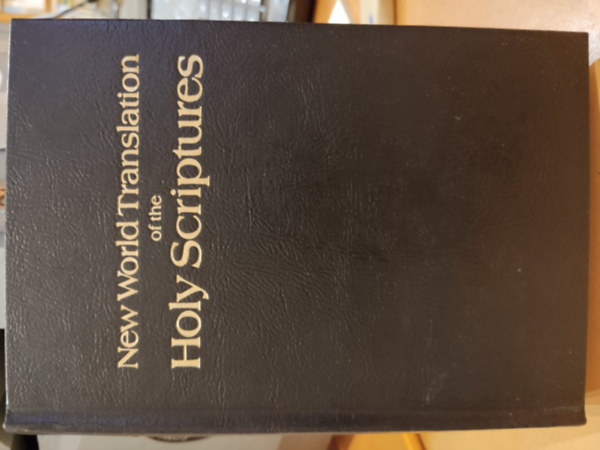 New World Translation
of the
Holy Scriptures